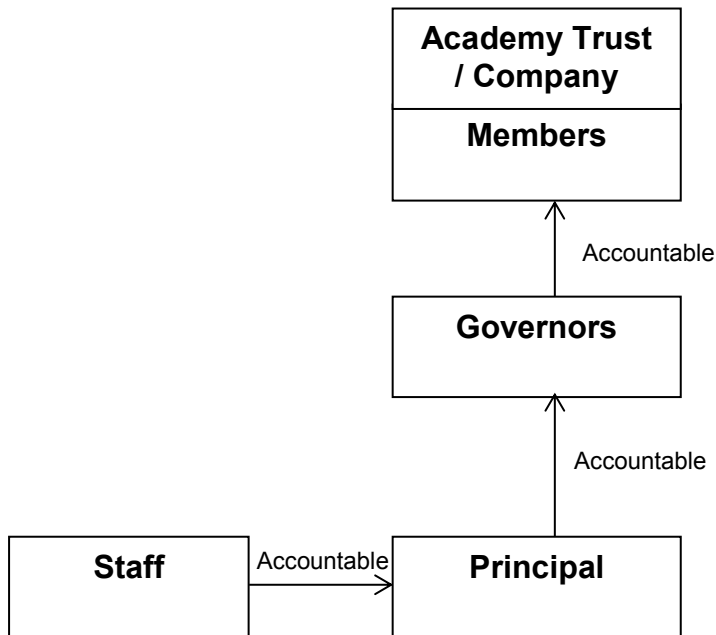 Academy Trust
/ Company
Members
Accountable
Governors
Accountable
Staff
Accountable
Principal